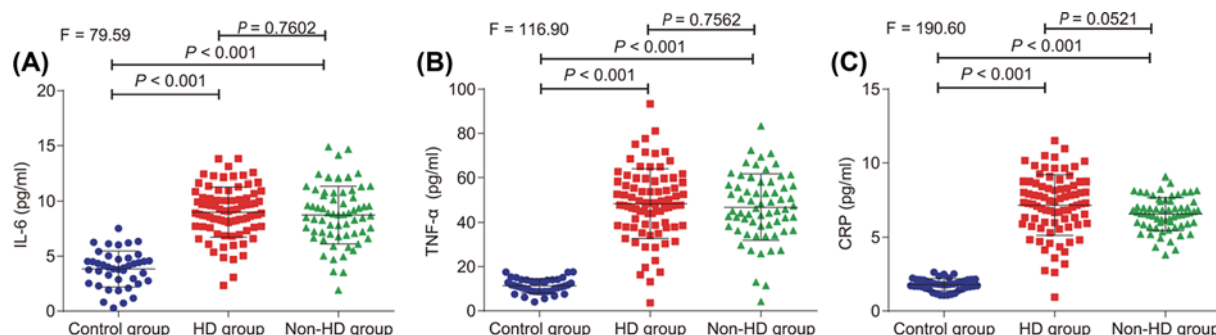 (A)
F = 79.59
P = 0.7602
P < 0.001
P < 0.001
IL-6 (pg/ml)
20
15
10
5
0
Control group HD group Non-HD group
(B)
F = 116.90
P = 0.7562
P < 0.001
P < 0.001
TNF-α (pg/ml)
100
80
60
40
20
0
Control group HD group Non-HD group
(C)
F = 190.60
P = 0.0521
P < 0.001
P < 0.001
CRP (pg/ml)
15
10
5
0
Control group HD group Non-HD group